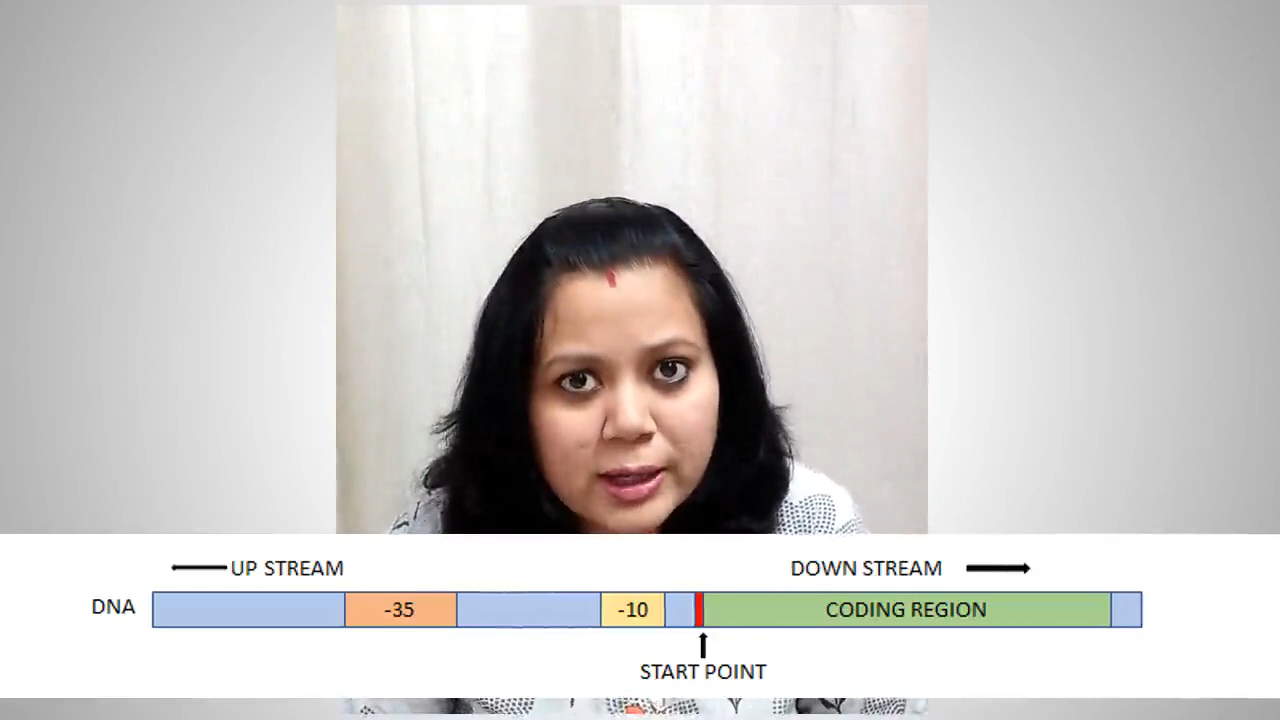 UP STREAM DOWN STREAM
DNA -35 -10 CODING REGION
START POINT